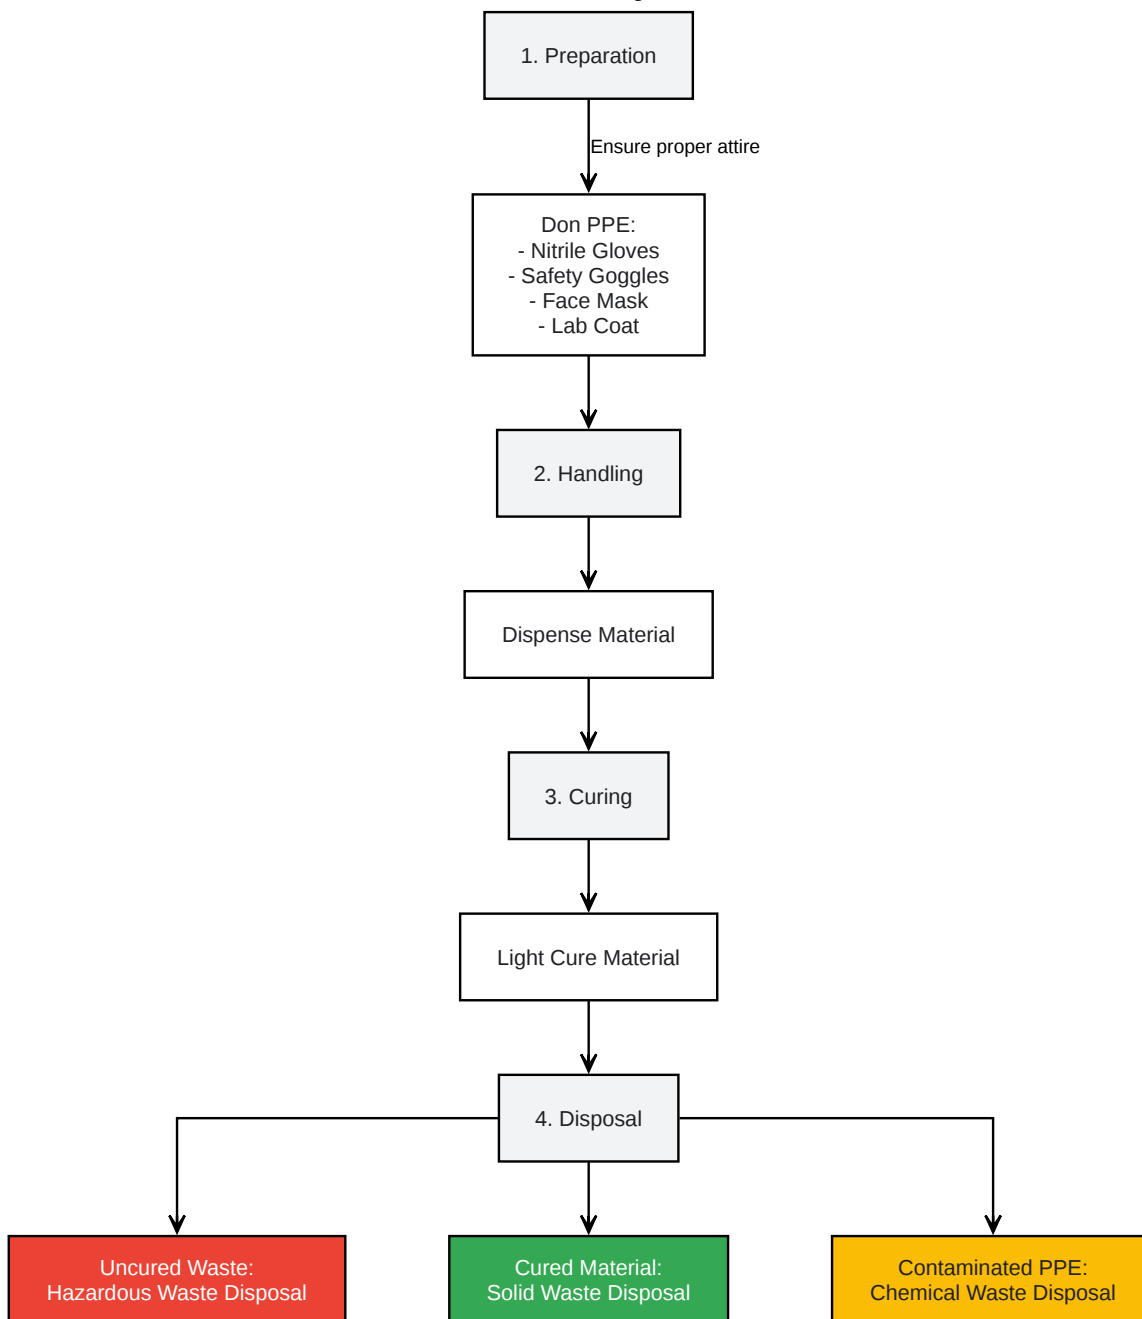 1. Preparation
Ensure proper attire
Don PPE:
- Nitrile Gloves
- Safety Goggles
- Face Mask
- Lab Coat
2. Handling
Dispense Material
3. Curing
Light Cure Material
4. Disposal
Uncured Waste:
Hazardous Waste Disposal
Cured Material:
Solid Waste Disposal
Contaminated PPE:
Chemical Waste Disposal